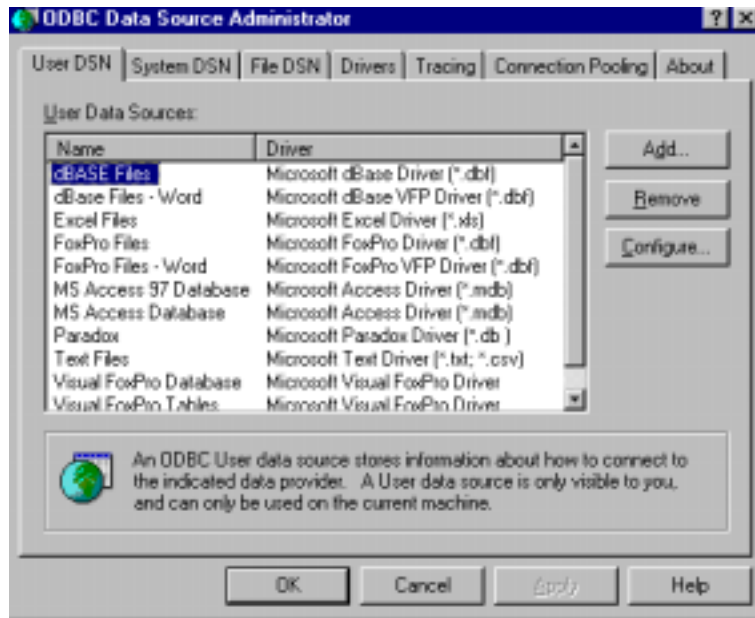 ODBC Data Source Administrator
User DSN System DSN File DSN Drivers Tracing Connection Pooling About
User Data Sources:
Name Driver
dBASE Files Microsoft dBase Driver (*.dbf)
dBase Files - Word Microsoft dBase VFP Driver (*.dbf)
Excel Files Microsoft Excel Driver (*.xls)
FoxPro Files Microsoft FoxPro Driver (*.dbf)
FoxPro Files - Word Microsoft FoxPro VFP Driver (*.dbf)
MS Access 97 Database Microsoft Access Driver (*.mdb)
MS Access Database Microsoft Access Driver (*.mdb)
Paradox Microsoft Paradox Driver (*.db )
Text Files Microsoft Text Driver (*.txt; *.csv)
Visual FoxPro Database Microsoft Visual FoxPro Driver
Visual FoxPro Tables Microsoft Visual FoxPro Driver
Add...
Remove
Configure...
An ODBC User data source stores information about how to connect to
the indicated data provider. A User data source is only visible to you,
and can only be used on the current machine.
OK Cancel Apply Help